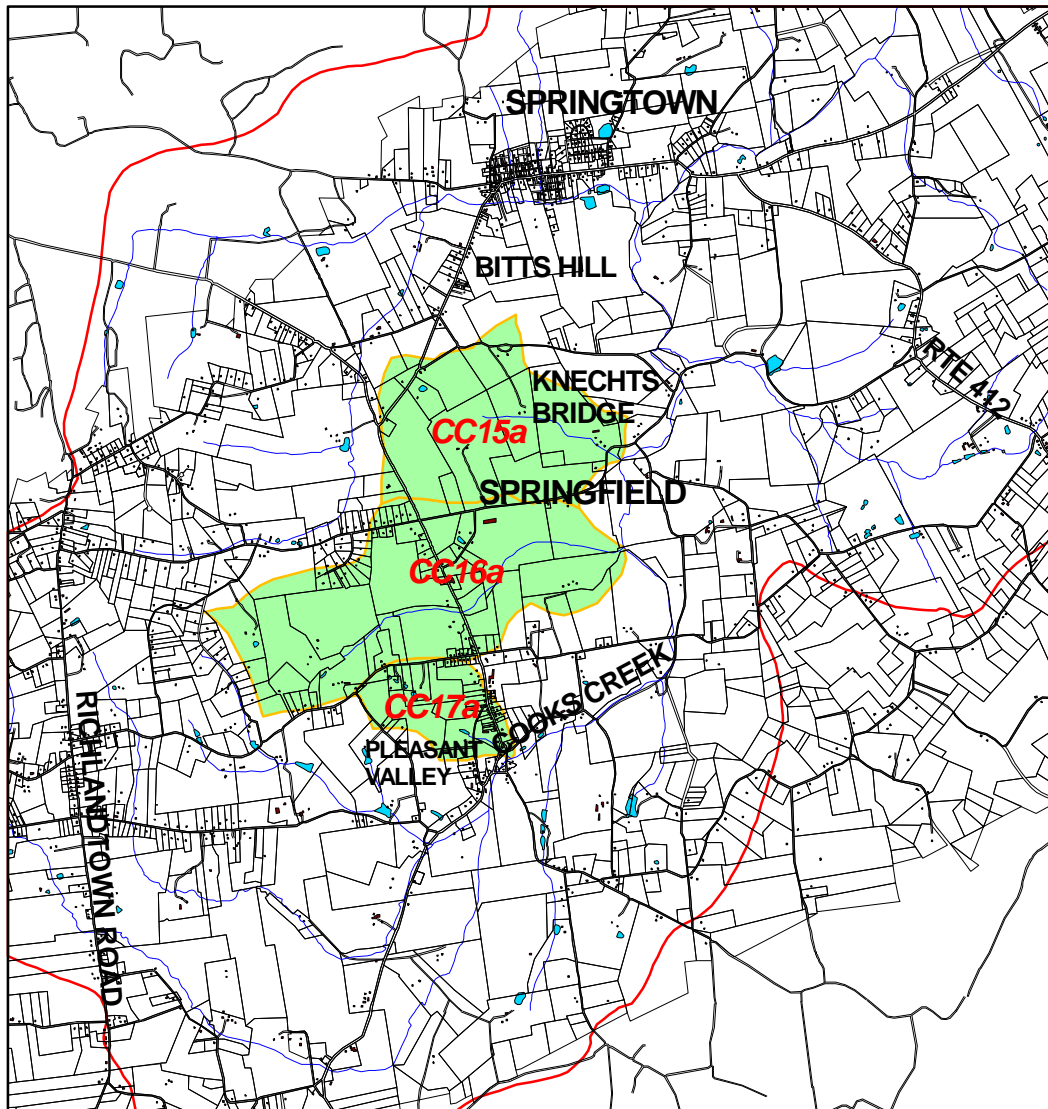 SPRINGTOWN
BITTS HILL
RTE 412
KNECHTS
BRIDGE
CC15a
SPRINGFIELD
CC16a
COOKS CREEK
CC17a
PLEASANT
VALLEY
RICHLANDTOWN ROAD